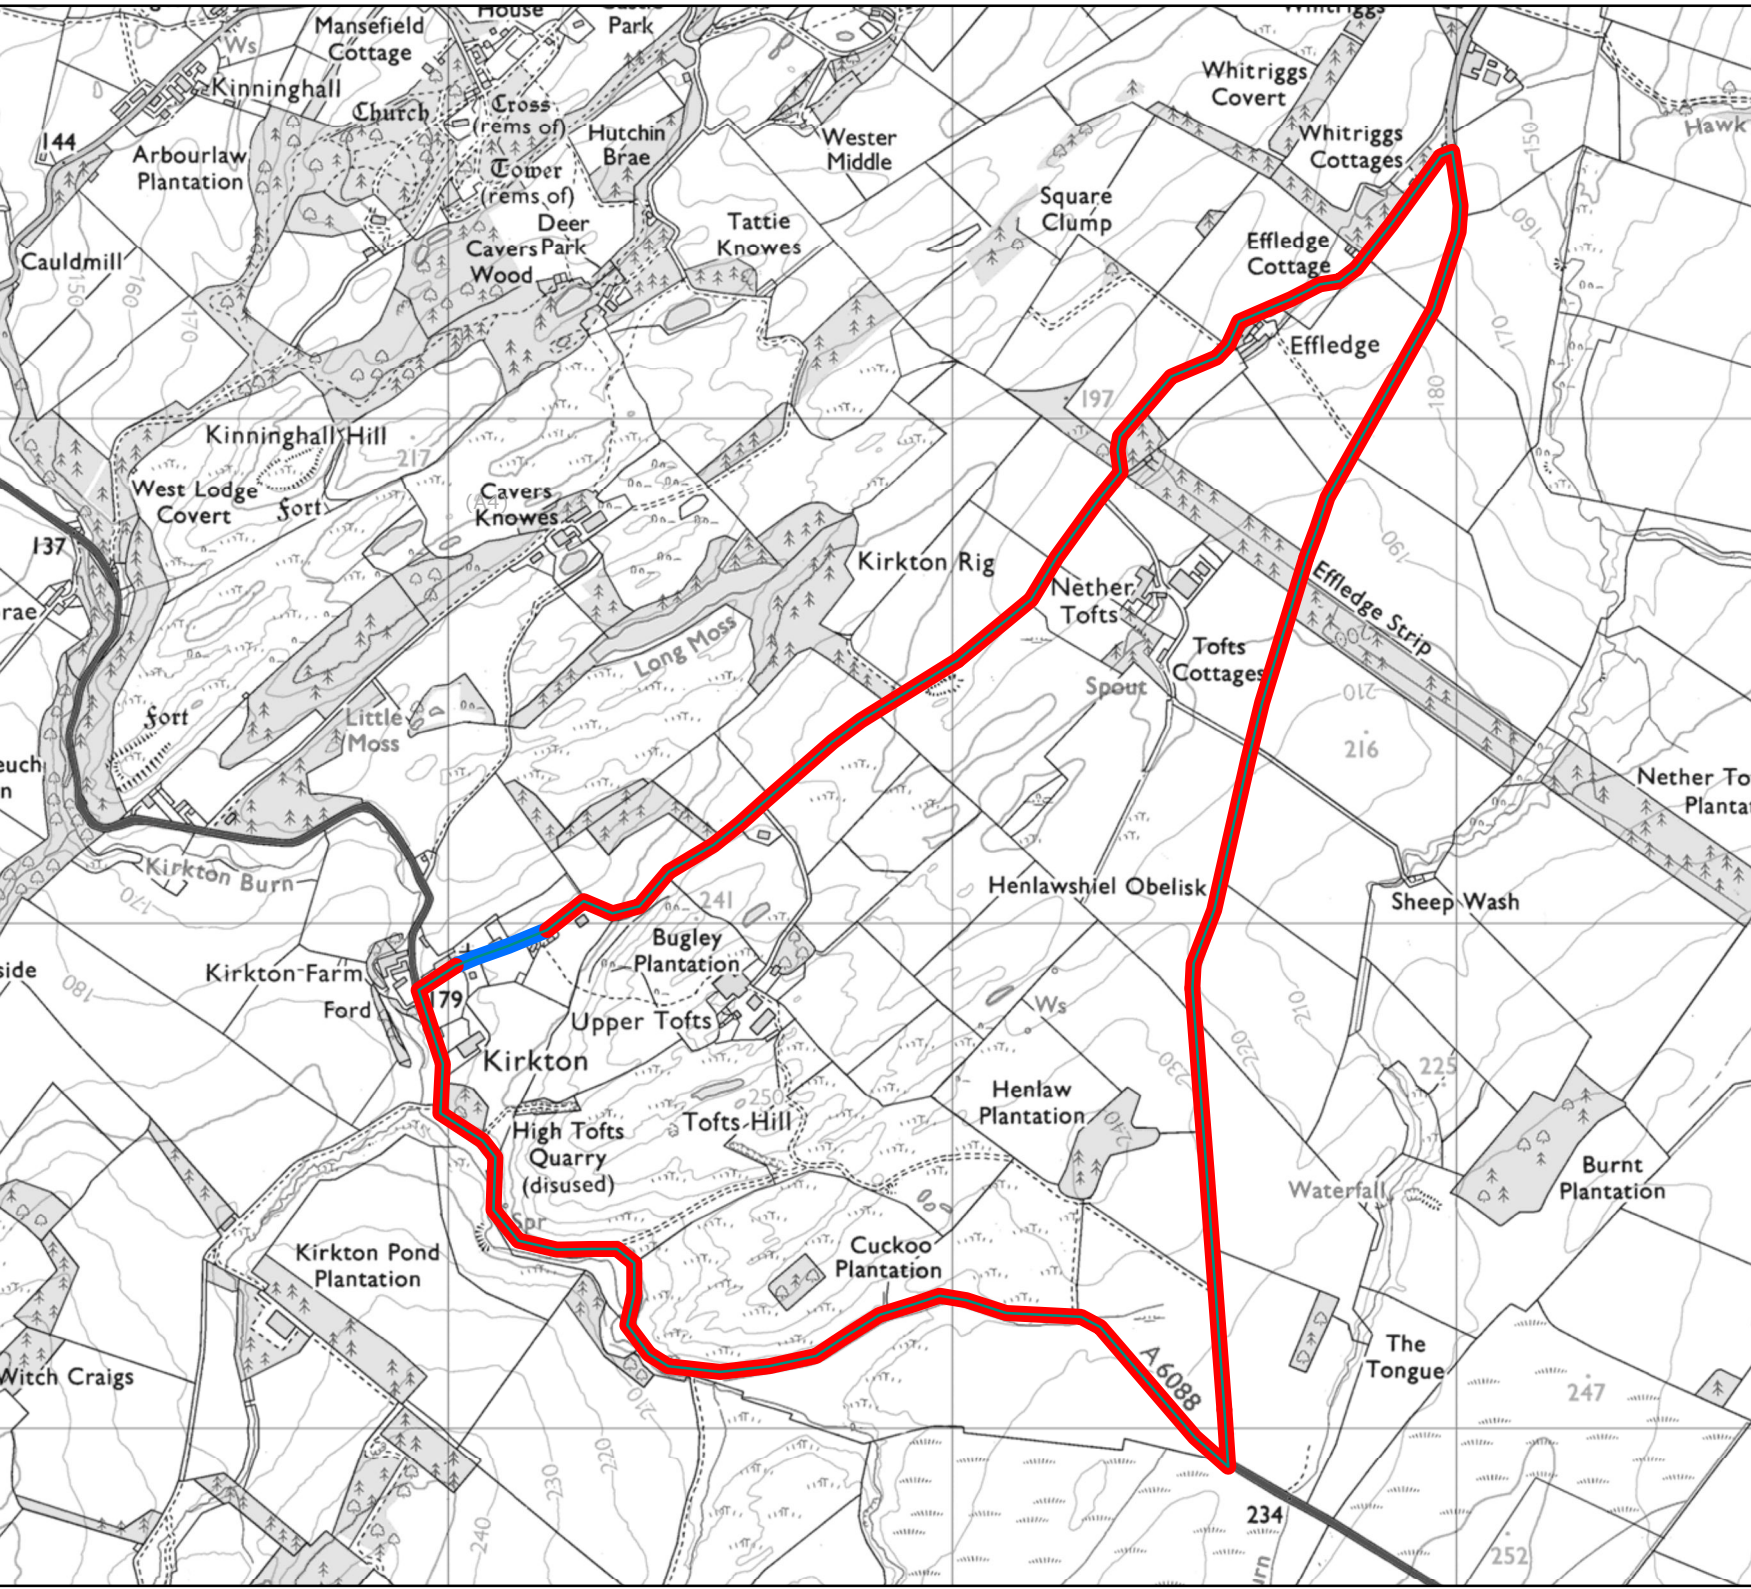 Mansefield
Cottage
House
Park
Ws
Kinninghall
Church
Cross
(rems of)
Tower
(rems of)
Hutchin
Brae
Wester
Middle
Whitriggs
Covert
Whitriggs
Whitriggs
Cottages
Hawk
150
144
Arbourlaw
Plantation
Deer
Park
Cavers
Wood
Tattie
Knowes
Square
Clump
Effledge
Cottage
160
Cauldmill
150
160
170
Effledge
170
180
197
Kinninghall Hill
217
West Lodge
Covert
Fort
Cavers
Knowes
(A4)
137
rae
Kirkton Rig
Nether
Tofts
190
Effledge Strip
Tofts
Cottages
Spout
210
Long Moss
Little
Moss
Fort
216
euch
n
Nether To
Planta
Kirkton Burn
170
Henlawshiel Obelisk
Sheep Wash
241
Bugley
Plantation
side
180
Kirkton Farm
Ford
179
Upper Tofts
Ws
210
220
230
225
Kirkton
Henlaw
Plantation
240
250
Tofts Hill
High Tofts
Quarry
(disused)
Spr
Burnt
Plantation
Waterfall
Kirkton Pond
Plantation
Cuckoo
Plantation
The
Tongue
A 6088
Witch Craigs
210
247
220
230
240
234
252
urn